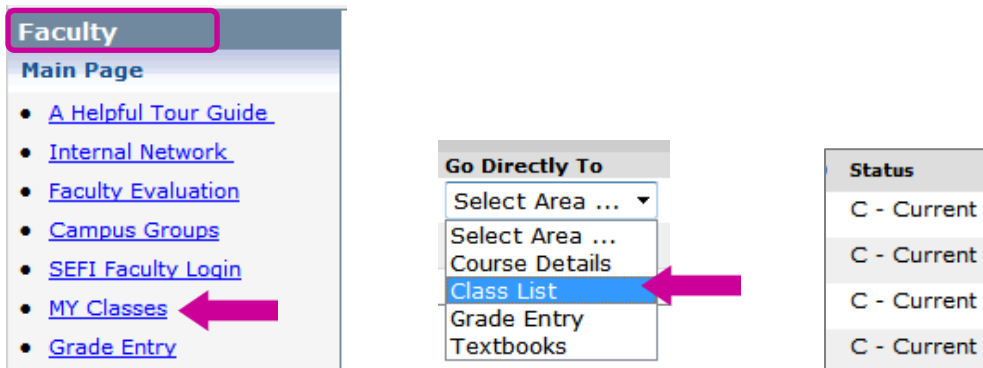 Faculty
Main Page
A Helpful Tour Guide
Internal Network
Faculty Evaluation
Campus Groups
SEFI Faculty Login
MY Classes
Grade Entry
Go Directly To
Select Area ...
Select Area ...
Course Details
Class List
Grade Entry
Textbooks
Status
C - Current
C - Current
C - Current
C - Current